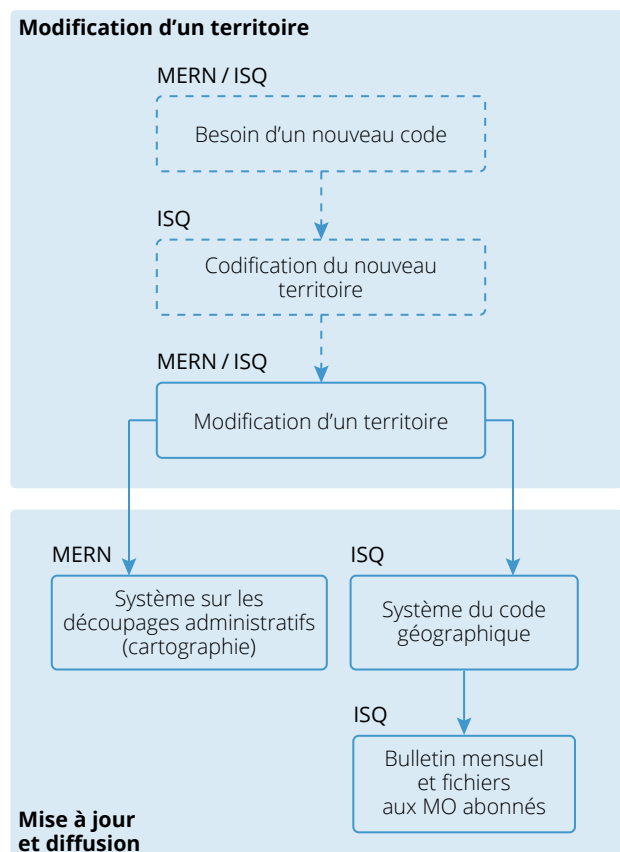 Modification d’un territoire
MERN / ISQ
Besoin d’un nouveau code
ISQ
Codification du nouveau
territoire
MERN / ISQ
Modification d’un territoire
MERN
Système sur les
découpages administratifs
(cartographie)
ISQ
Système du code
géographique
ISQ
Bulletin mensuel
et fichiers
aux MO abonnés
Mise à jour
et diffusion